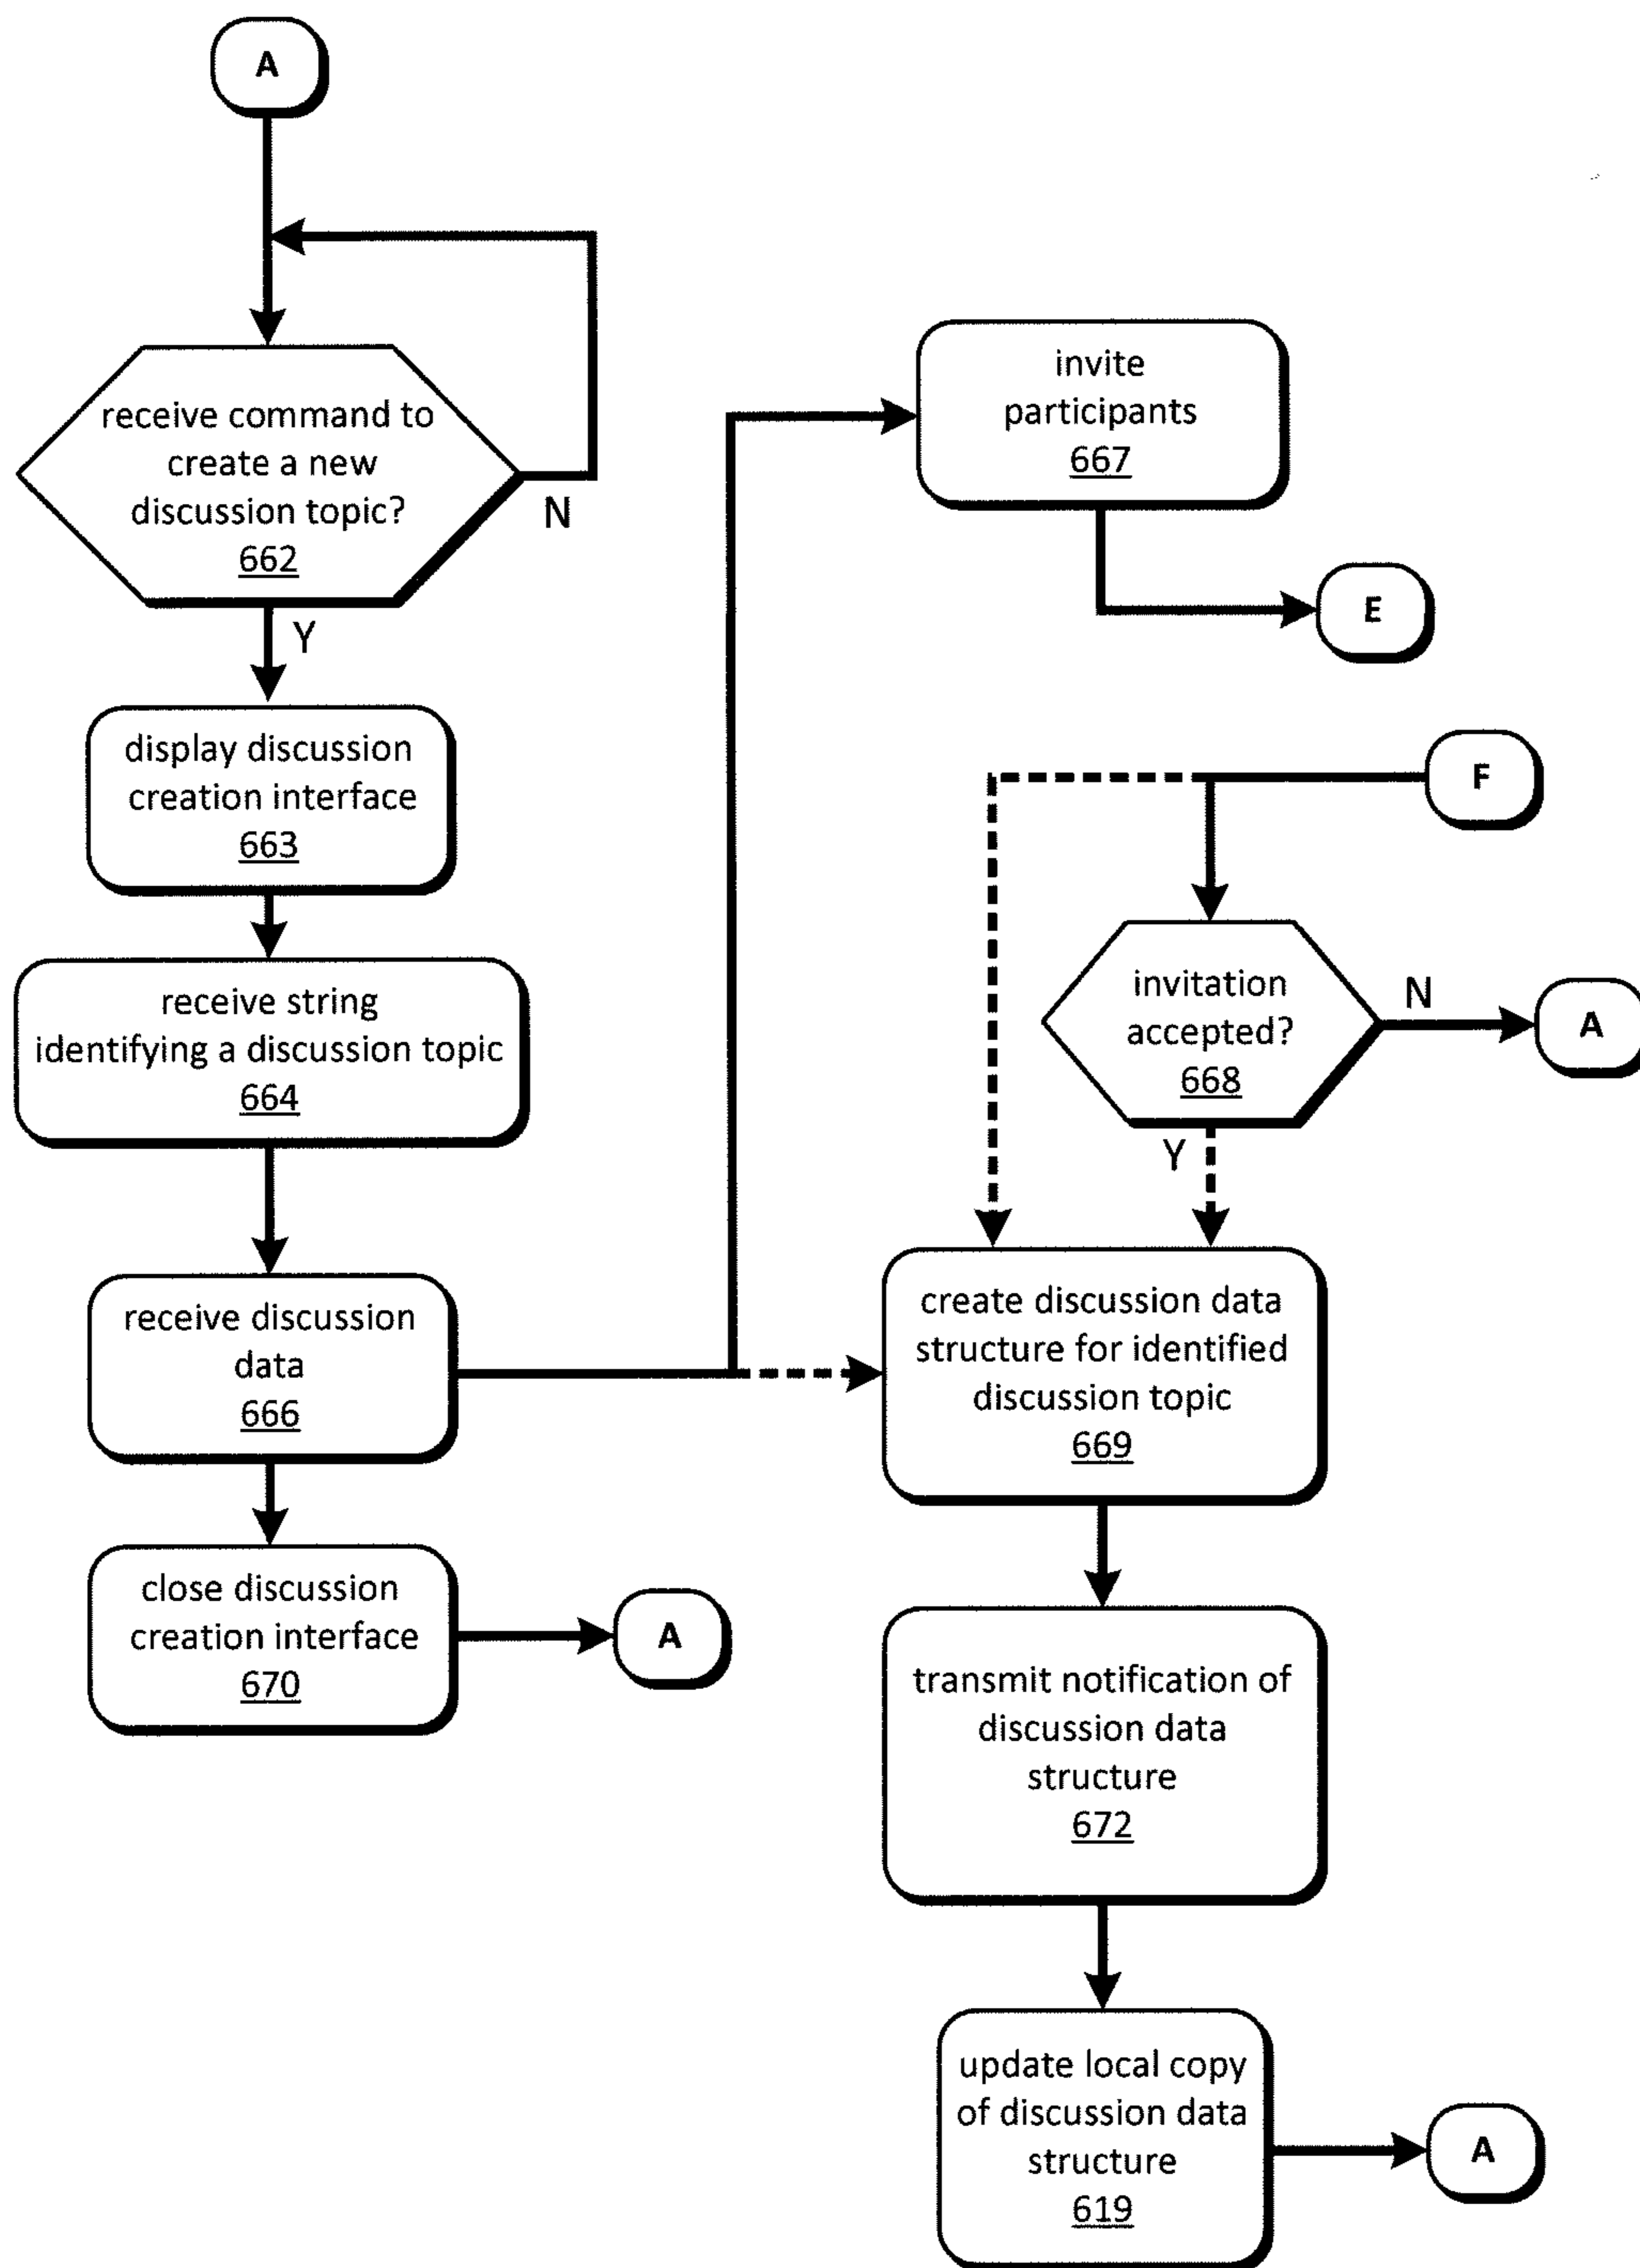 A
receive command to
create a new
discussion topic?
662
N
Y
display discussion
creation interface
663
receive string
identifying a discussion topic
664
receive discussion
data
666
close discussion
creation interface
670
A
invite
participants
667
E
F
invitation
accepted?
668
N
A
Y
create discussion data
structure for identified
discussion topic
669
transmit notification of
discussion data
structure
672
update local copy
of discussion data
structure
619
A